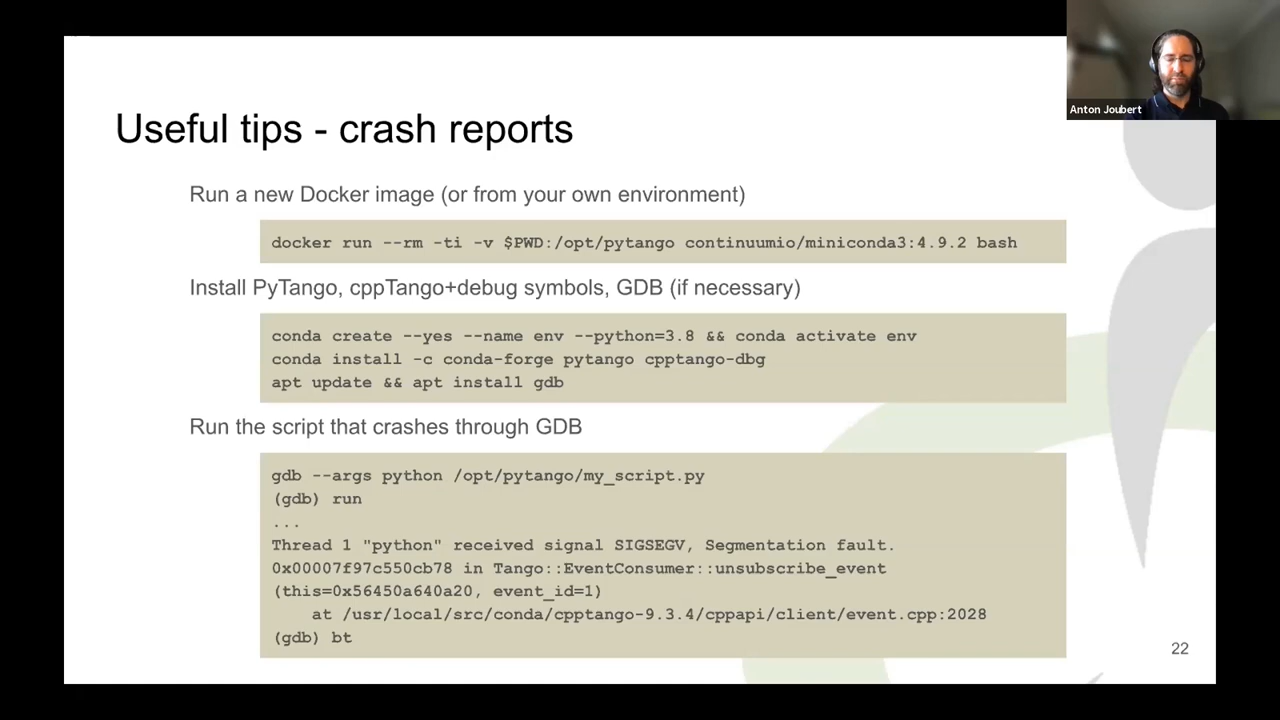 Anton Joubert
Useful tips - crash reports
Run a new Docker image (or from your own environment)
docker run --rm -ti -v $PWD:/opt/pytango continuumio/miniconda3:4.9.2 bash
Install PyTango, cppTango+debug symbols, GDB (if necessary)
conda create --yes --name env --python=3.8 && conda activate env
conda install -c conda-forge pytango cpptango-dbg
apt update && apt install gdb
Run the script that crashes through GDB
gdb --args python /opt/pytango/my_script.py
(gdb) run
...
Thread 1 "python" received signal SIGSEGV, Segmentation fault.
0x00007f97c550cb78 in Tango::EventConsumer::unsubscribe_event
(this=0x56450a640a20, event_id=1)
at /usr/local/src/conda/cpptango-9.3.4/cppapi/client/event.cpp:2028
(gdb) bt
22